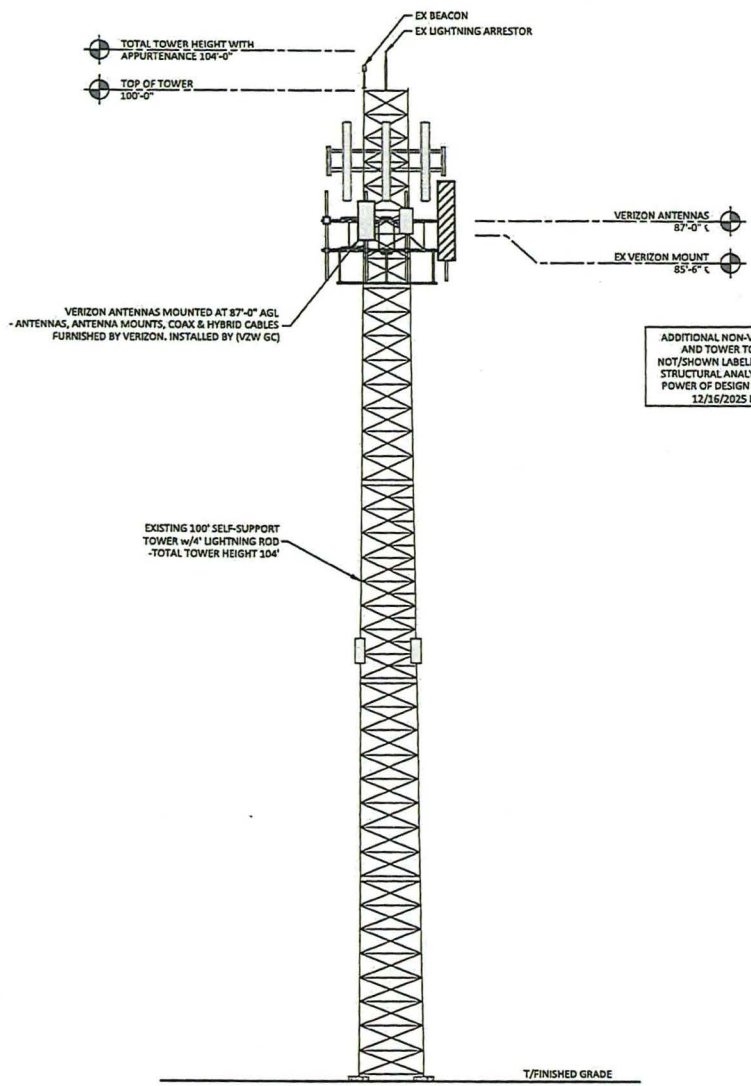 EX BEACON
EX LIGHTNING ARRESTOR
TOTAL TOWER HEIGHT WITH
APPURTENANCE 104'-0"
TOP OF TOWER
100'-0"
VERIZON ANTENNAS
87'-0" ℄
EX VERIZON MOUNT
85'-6" ℄
VERIZON ANTENNAS MOUNTED AT 87'-0" AGL
- ANTENNAS, ANTENNA MOUNTS, COAX & HYBRID CABLES
FURNISHED BY VERIZON. INSTALLED BY (VZW GC)
ADDITIONAL NON-V
AND TOWER TO
NOT/SHOWN LABELE
STRUCTURAL ANALY
POWER OF DESIGN
12/16/2025
EXISTING 100' SELF-SUPPORT
TOWER w/4' LIGHTNING ROD
-TOTAL TOWER HEIGHT 104'
T/FINISHED GRADE